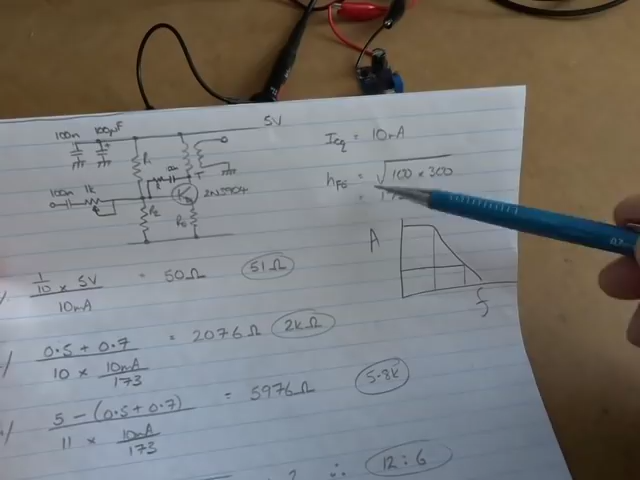 5V
100n 100µF
R1
100n 1k
2N3904
R2 Re
Icq = 10mA
hFE = √100 × 300
= 173
A
f
1/10 × 5V / 10mA = 50Ω 51Ω
0.5 + 0.7 / 10 × 10mA/173 = 2076Ω 2kΩ
5 - (0.5 + 0.7) / 11 × 10mA/173 = 5976Ω 5.8k
? ∴ 12:6